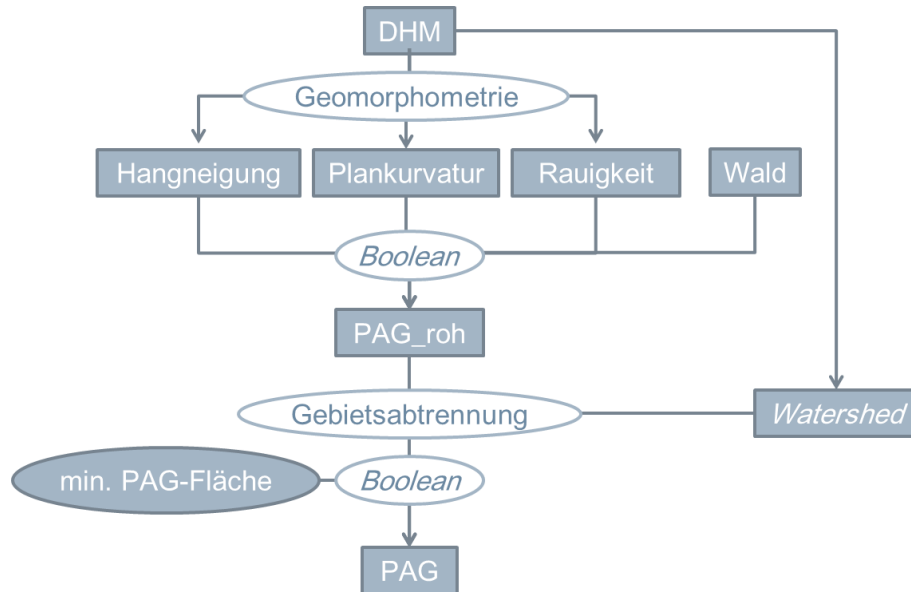 DHM
Geomorphometrie
Hangneigung
Plankurvatur
Rauigkeit
Wald
Boolean
PAG_roh
Gebietsabtrennung
Watershed
min. PAG-Fläche
Boolean
PAG